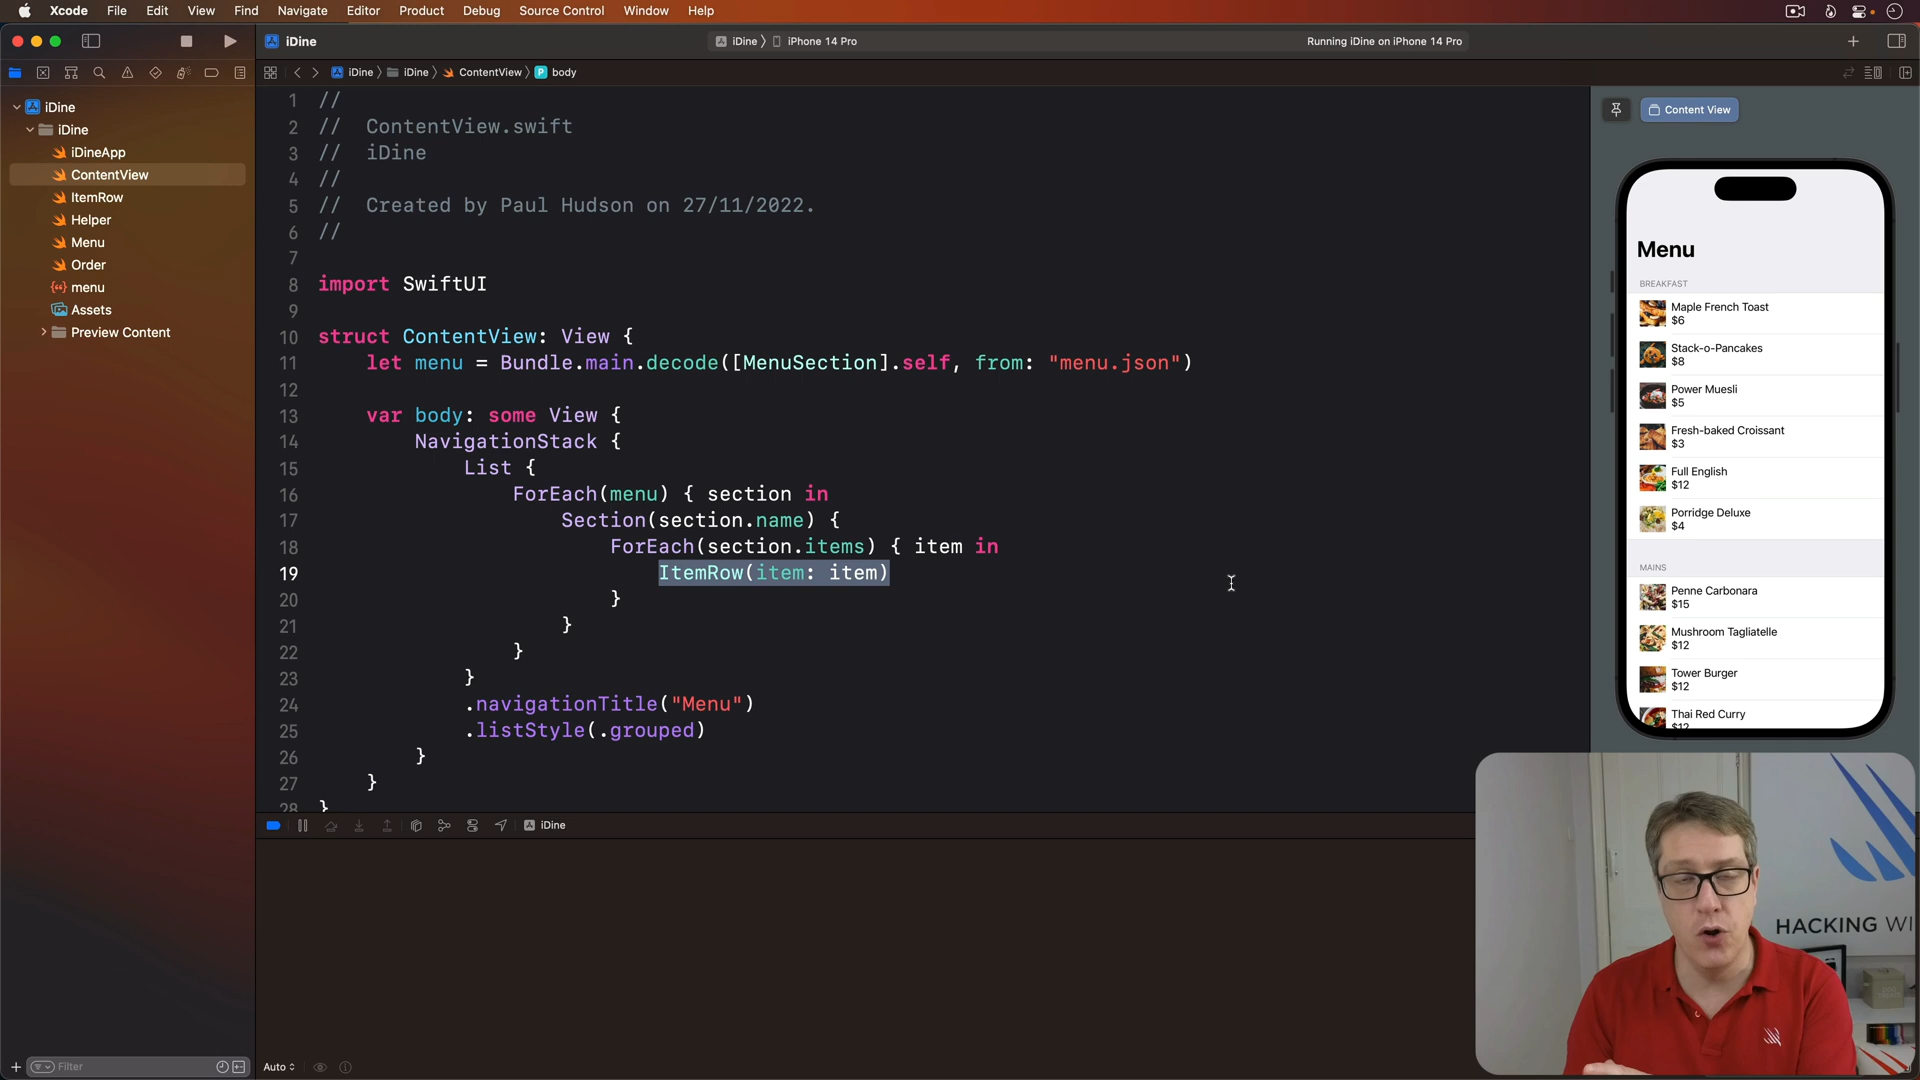 Xcode File Edit View Find Navigate Editor Product Debug Source Control Window Help
iDine
iDine 〉 iPhone 14 Pro
Running iDine on iPhone 14 Pro
iDine 〉 iDine 〉 ContentView 〉 P body
iDine
iDine
iDineApp
ContentView
ItemRow
Helper
Menu
Order
menu
Assets
Preview Content
Filter
1 //
2 //  ContentView.swift
3 //  iDine
4 //
5 //  Created by Paul Hudson on 27/11/2022.
6 //
7
8 import SwiftUI
9
10 struct ContentView: View {
11     let menu = Bundle.main.decode([MenuSection].self, from: "menu.json")
12
13     var body: some View {
14         NavigationStack {
15             List {
16                 ForEach(menu) { section in
17                     Section(section.name) {
18                         ForEach(section.items) { item in
19                             ItemRow(item: item)
20                         }
21                     }
22                 }
23             }
24             .navigationTitle("Menu")
25             .listStyle(.grouped)
26         }
27     }
28 }
iDine
Auto
Content View
Menu
BREAKFAST
Maple French Toast
$6
Stack-o-Pancakes
$8
Power Muesli
$5
Fresh-baked Croissant
$3
Full English
$12
Porridge Deluxe
$4
MAINS
Penne Carbonara
$15
Mushroom Tagliatelle
$12
Tower Burger
$12
Thai Red Curry
$12
HACKING WI